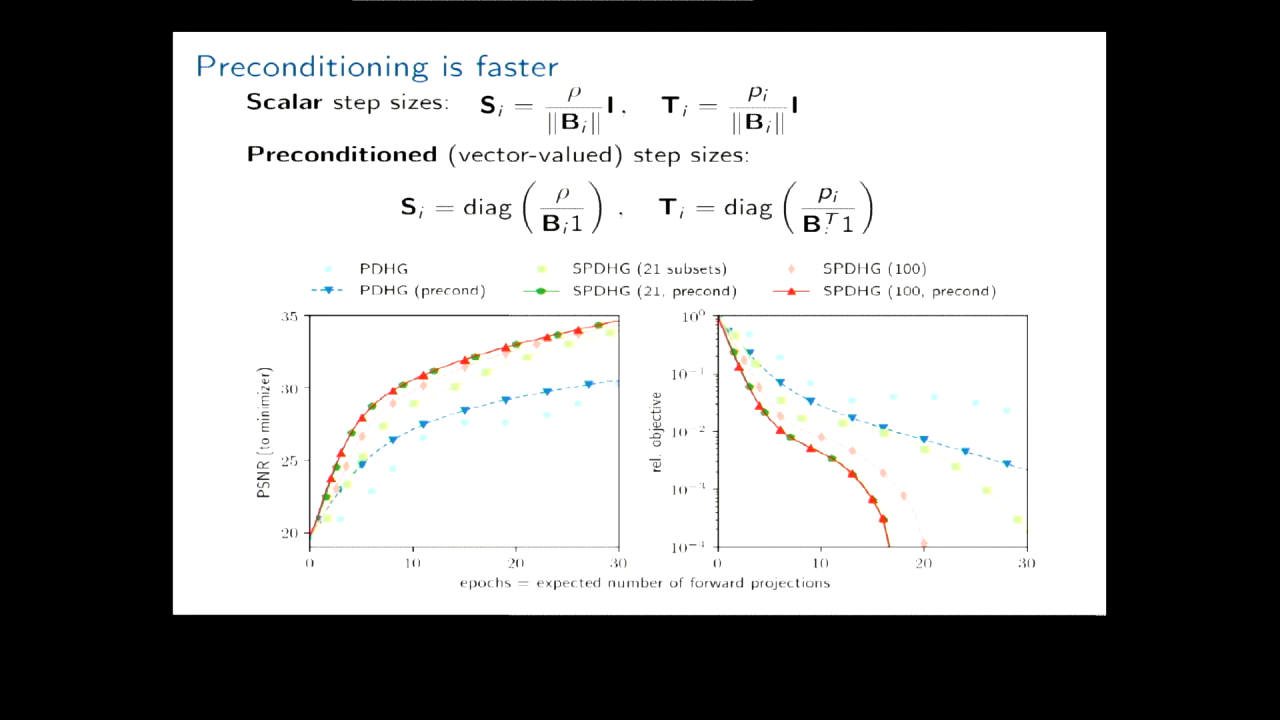 Preconditioning is faster
Scalar step sizes: S_i = ρ/||B_i|| I, T_i = p_i/||B_i|| I
Preconditioned (vector-valued) step sizes:
S_i = diag (ρ/B_i1), T_i = diag (p_i/B_i^T1)
PDHG SPDHG (21 subsets) SPDHG (100)
PDHG (precond) SPDHG (21, precond) SPDHG (100, precond)
35
30
25
20
PSNR (to minimizer)
0 10 20 30
10^0
10^-1
10^-2
10^-3
10^-4
rel. objective
0 10 20 30
epochs = expected number of forward projections